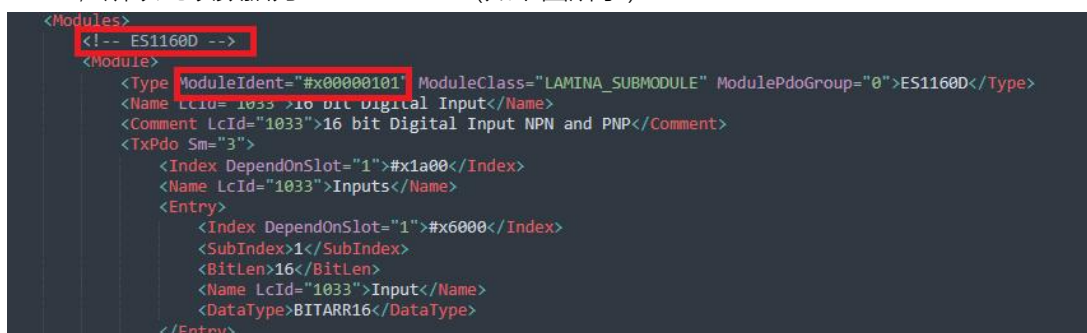 <Modules>
<!-- ES1160D -->
<Module>
<Type ModuleIdent="#x00000101" ModuleClass="LAMINA_SUBMODULE" ModulePdoGroup="0">ES1160D</Type>
<Name LcId="1033">16 bit Digital Input</Name>
<Comment LcId="1033">16 bit Digital Input NPN and PNP</Comment>
<TxPdo Sm="3">
<Index DependOnSlot="1">#x1a00</Index>
<Name LcId="1033">Inputs</Name>
<Entry>
<Index DependOnSlot="1">#x6000</Index>
<SubIndex>1</SubIndex>
<BitLen>16</BitLen>
<Name LcId="1033">Input</Name>
<DataType>BITARR16</DataType>
</Entry>